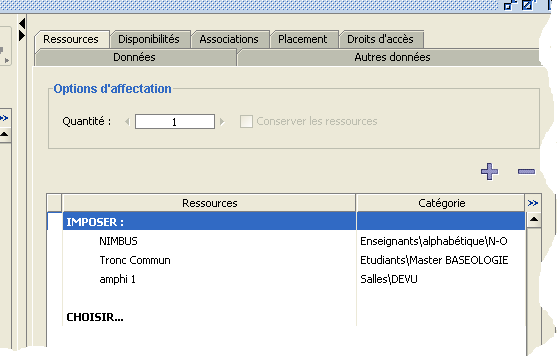 Ressources Disponibilités Associations Placement Droits d'accès
Données Autres données
Options d'affectation
Quantité : 1 Conserver les ressources
Ressources Catégorie
IMPOSER :
NIMBUS Enseignants\alphabétique\N-O
Tronc Commun Etudiants\Master BASEOLOGIE
amphi 1 Salles\DEVU
CHOISIR...